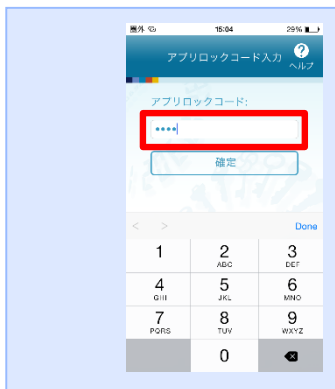 圏外 15:04 29%
アプリロックコード入力
? ヘルプ
アプリロックコード:
••••
確定
< > Done
1 2 3
ABC DEF
4 5 6
GHI JKL MNO
7 8 9
PQRS TUV WXYZ
0